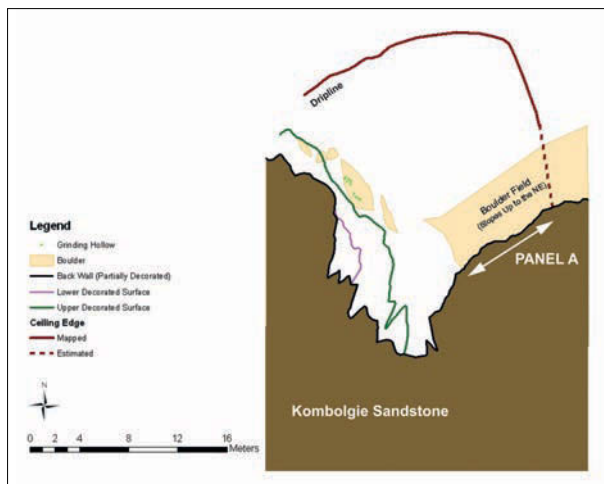 Dripline
Boulder Field
(Slopes Up to the NE)
PANEL A
Kombolgie Sandstone
Legend
Grinding Hollow
Boulder
Back Wall (Partially Decorated)
Lower Decorated Surface
Upper Decorated Surface
Ceiling Edge
Mapped
Estimated
N
0 2 4 8 12 16
Meters